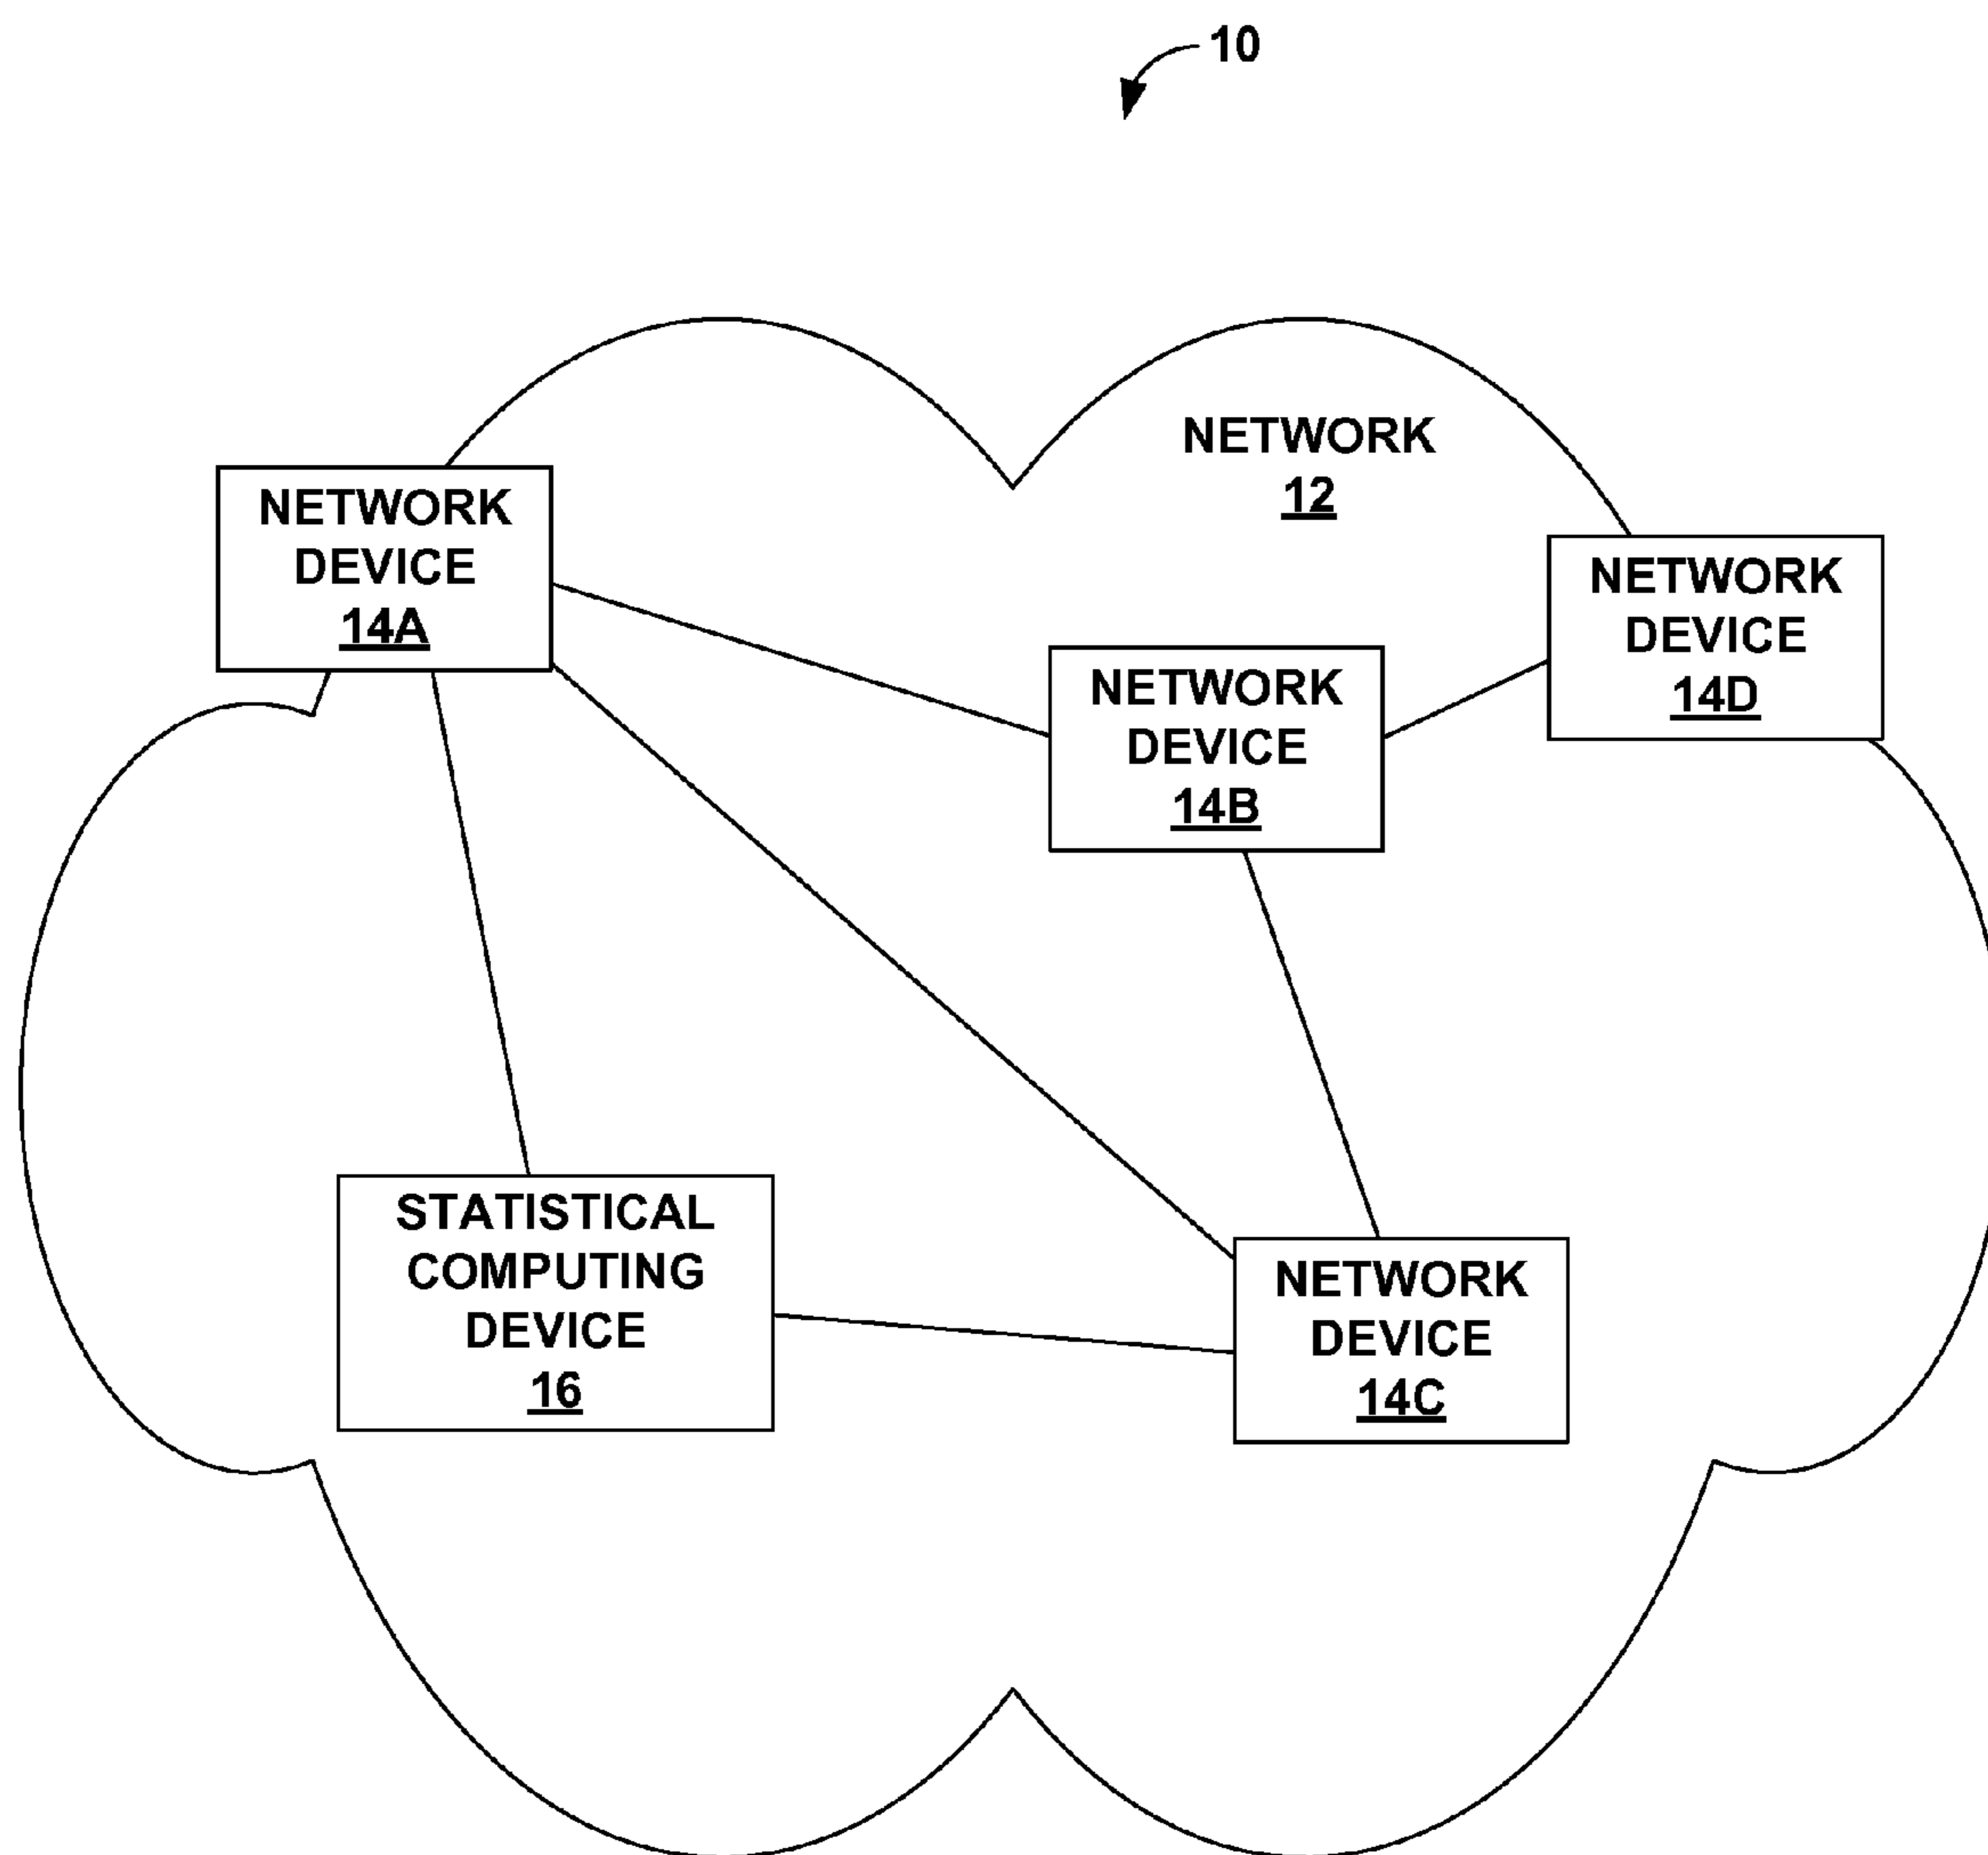 10
NETWORK
12
NETWORK
DEVICE
14A
NETWORK
DEVICE
14D
NETWORK
DEVICE
14B
STATISTICAL
COMPUTING
DEVICE
16
NETWORK
DEVICE
14C